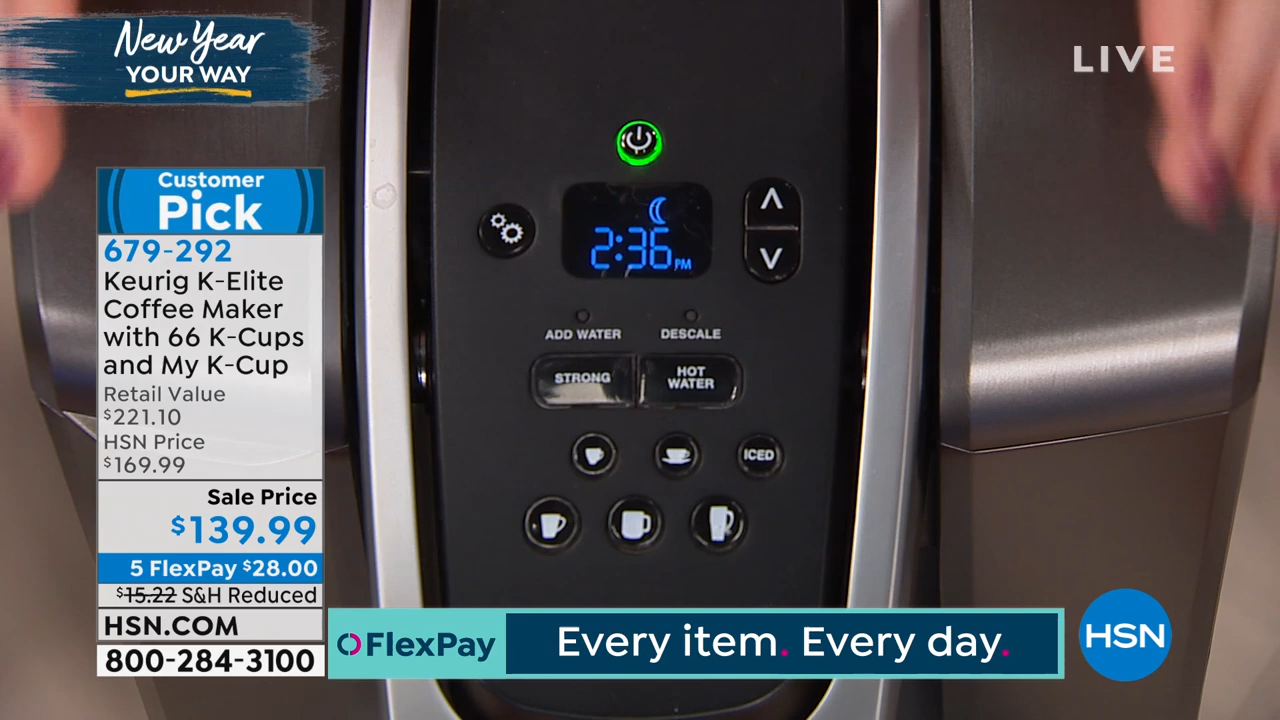 New Year
YOUR WAY
LIVE
Customer
Pick
679-292
Keurig K-Elite
Coffee Maker
with 66 K-Cups
and My K-Cup
Retail Value
$221.10
HSN Price
$169.99
Sale Price
$139.99
5 FlexPay $28.00
$15.22 S&H Reduced
HSN.COM
800-284-3100
2:36 PM
ADD WATER
DESCALE
STRONG
HOT
WATER
ICED
FlexPay
Every item. Every day.
HSN